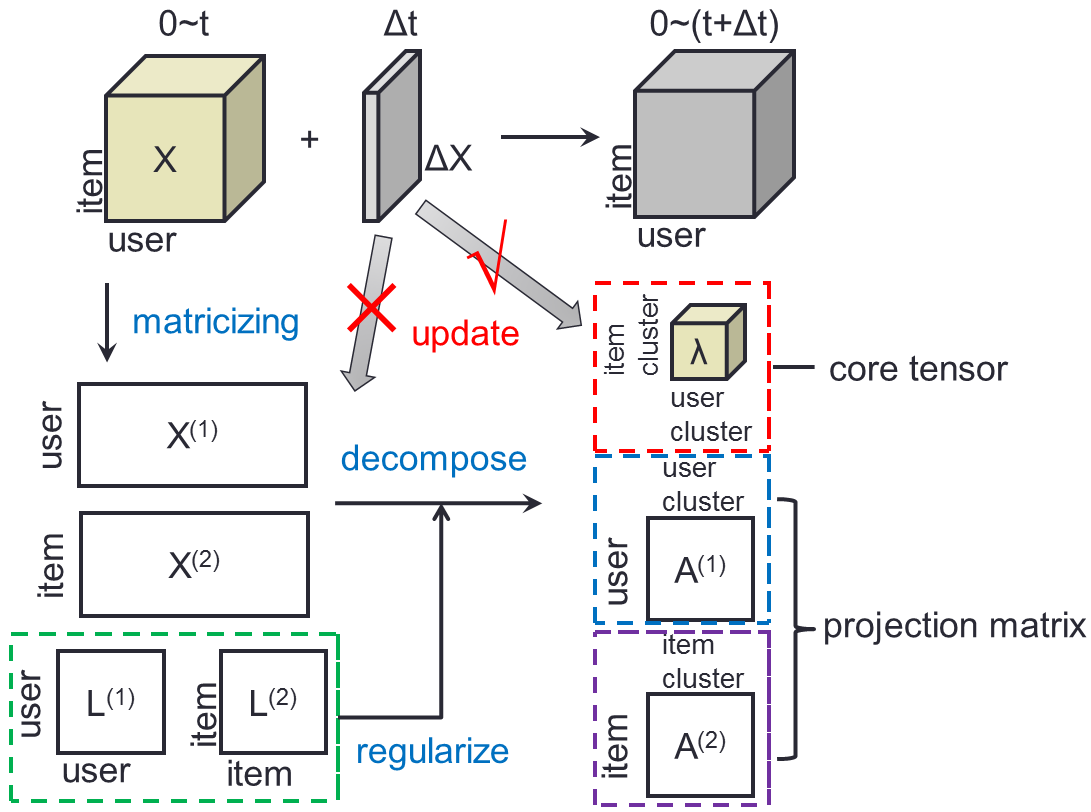 0~t
Δt
0~(t+Δt)
X
+
ΔX
item
user
item
user
matricizing
update
item
cluster
λ
user
cluster
core tensor
user
X(1)
decompose
item
X(2)
user
cluster
user
A(1)
projection matrix
item
cluster
item
A(2)
user
L(1)
user
item
L(2)
item
regularize